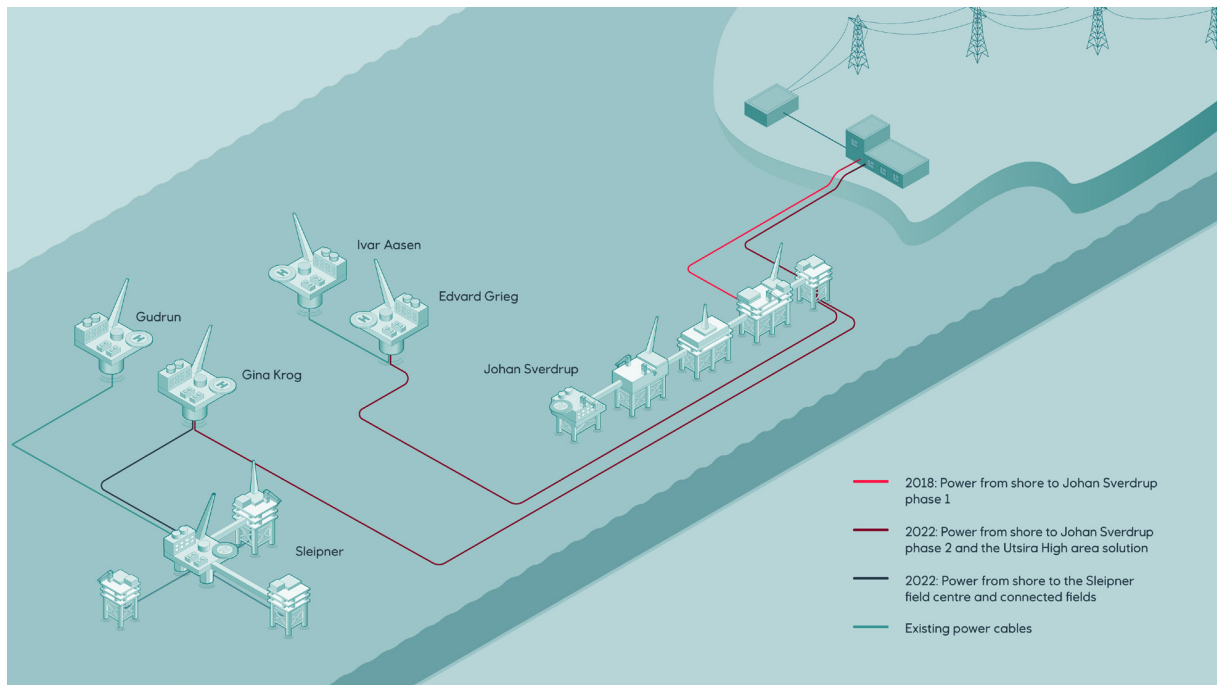 Ivar Aasen
Edvard Grieg
Gudrun
Gina Krog
Johan Sverdrup
Sleipner
H
H
H
H
2018: Power from shore to Johan Sverdrup
phase 1
2022: Power from shore to Johan Sverdrup
phase 2 and the Utsira High area solution
2022: Power from shore to the Sleipner
field centre and connected fields
Existing power cables